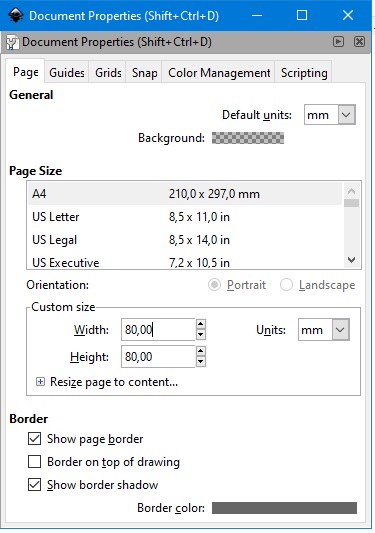 Document Properties (Shift+Ctrl+D)
Document Properties (Shift+Ctrl+D)
Page Guides Grids Snap Color Management Scripting
General
Default units: mm
Background:
Page Size
A4 210,0 x 297,0 mm
US Letter 8,5 x 11,0 in
US Legal 8,5 x 14,0 in
US Executive 7,2 x 10,5 in
Orientation: Portrait Landscape
Custom size
Width: 80,00 Units: mm
Height: 80,00
Resize page to content...
Border
Show page border
Border on top of drawing
Show border shadow
Border color: